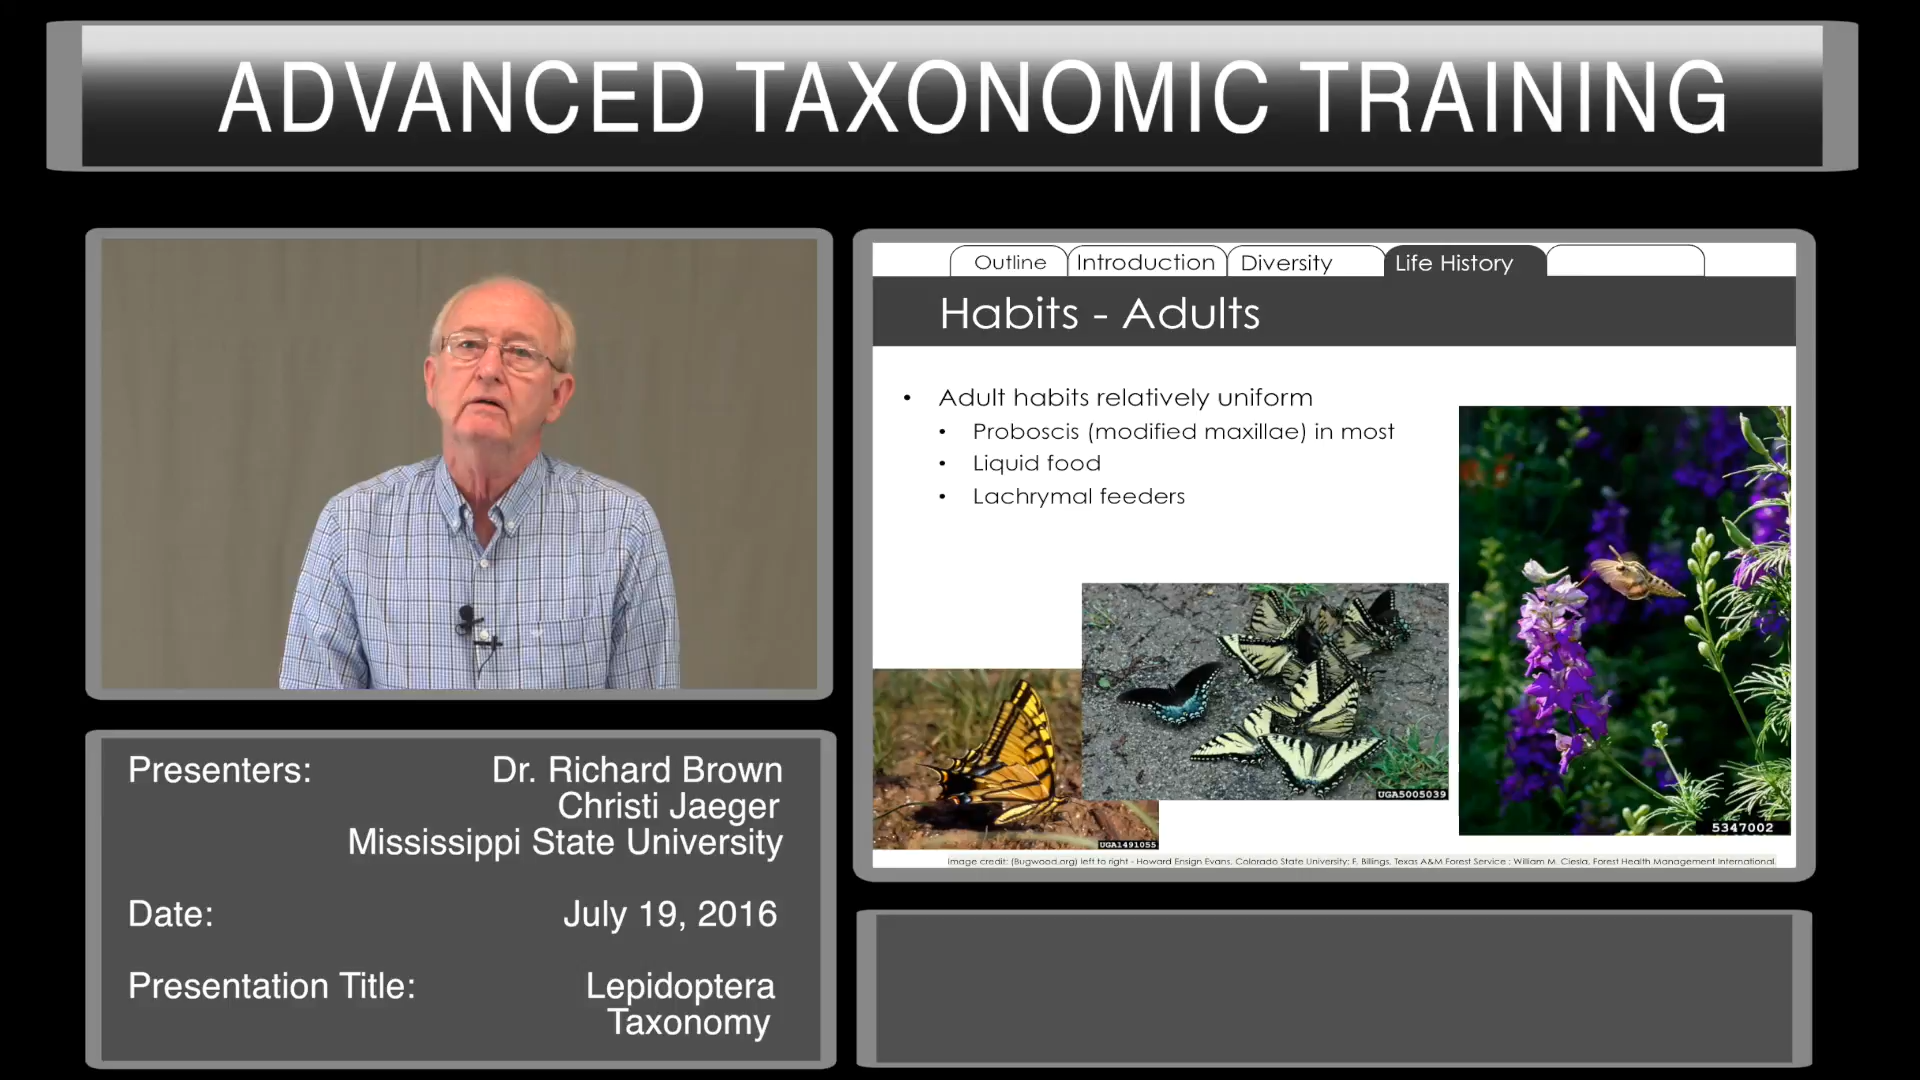 ADVANCED TAXONOMIC TRAINING
Outline
Introduction
Diversity
Life History
Habits - Adults
• Adult habits relatively uniform
• Proboscis (modified maxillae) in most
• Liquid food
• Lachrymal feeders
UGA1491055
UGA5005039
5347002
Image credit: (Bugwood.org) left to right - Howard Ensign Evans, Colorado State University; F. Billings, Texas A&M Forest Service ; William M. Ciesla, Forest Health Management International.
Presenters: Dr. Richard Brown
Christi Jaeger
Mississippi State University
Date: July 19, 2016
Presentation Title: Lepidoptera
Taxonomy